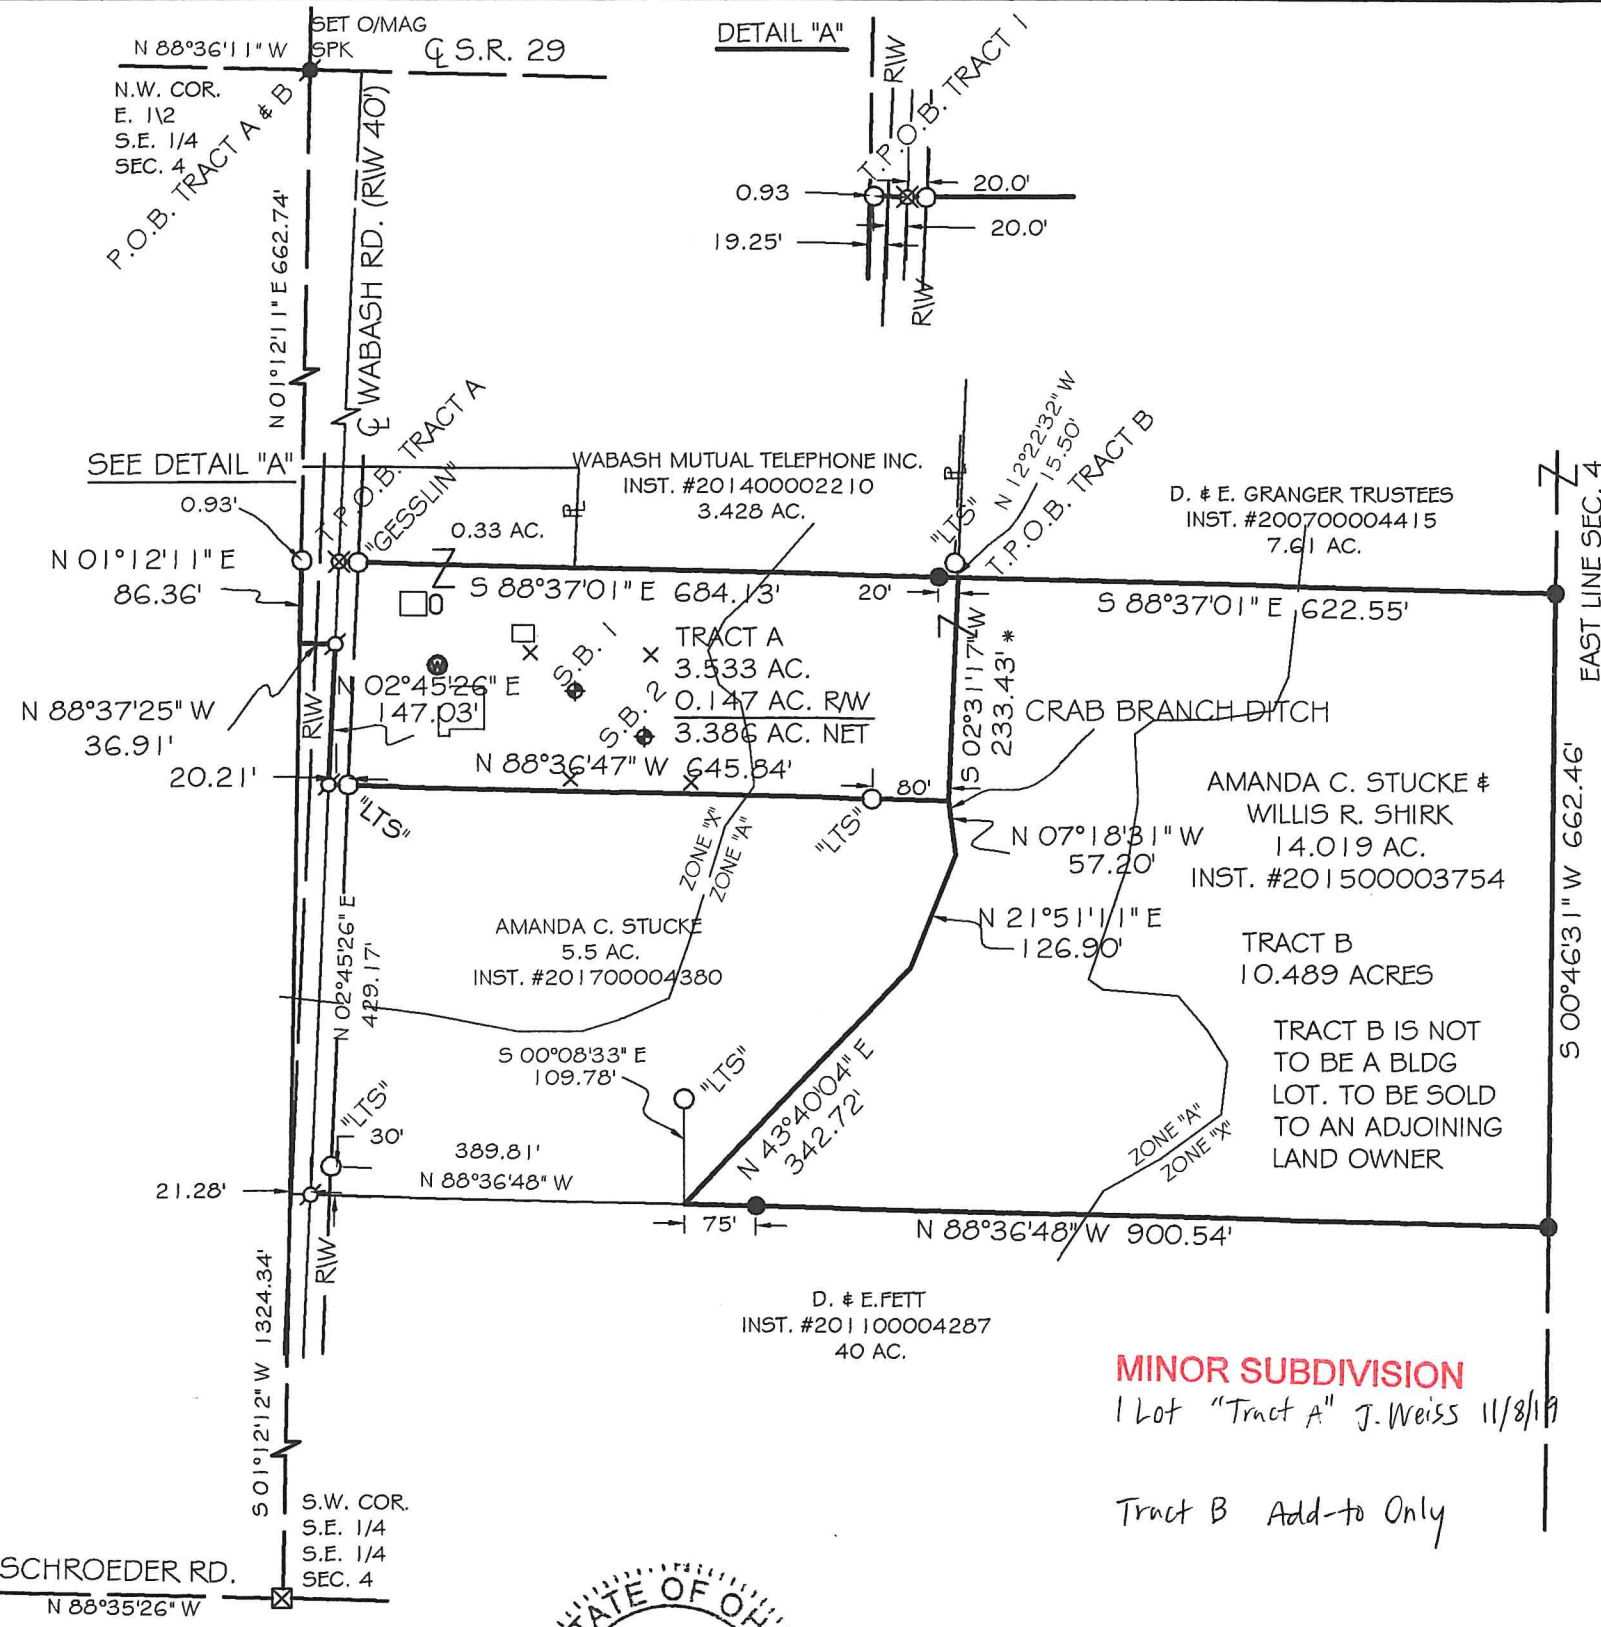 SET O/MAG
SPK
N 88°36'11" W
℄ S.R. 29
N.W. COR.
E. 1\2
S.E. 1/4
SEC. 4
P.O.B. TRACT A & B
N 01°12'11" E 662.74'
℄ WABASH RD. (R\W 40')
DETAIL "A"
R\W
T.P.O.B. TRACT 1
0.93
20.0'
20.0'
19.25'
R\W
SEE DETAIL "A"
0.93'
T.P.O.B. TRACT A
"GESSLIN"
0.33 AC.
WABASH MUTUAL TELEPHONE INC.
INST. #201400002210
3.428 AC.
"LTS"
N 12°22'32" W
15.50'
T.P.O.B. TRACT B
D. & E. GRANGER TRUSTEES
INST. #200700004415
7.61 AC.
EAST LINE SEC. 4
N 01°12'11" E
86.36'
S 88°37'01" E 684.13'
20'
S 88°37'01" E 622.55'
TRACT A
3.533 AC.
0.147 AC. R/W
3.386 AC. NET
S.B. 1
S.B. 2
W
N 02°45'26" E
147.03'
R\W
N 88°37'25" W
36.91'
20.21'
N 88°36'47" W 645.84'
80'
S 02°31'17" W
233.43' *
CRAB BRANCH DITCH
"LTS"
"LTS"
ZONE "X"
ZONE "A"
N 07°18'31" W
57.20'
AMANDA C. STUCKE &
WILLIS R. SHIRK
14.019 AC.
INST. #201500003754
S 00°46'31" W 662.46'
N 21°51'11" E
126.90'
TRACT B
10.489 ACRES
AMANDA C. STUCKE
5.5 AC.
INST. #201700004380
N 02°45'26" E
429.17'
TRACT B IS NOT
TO BE A BLDG
LOT. TO BE SOLD
TO AN ADJOINING
LAND OWNER
S 00°08'33" E
109.78'
"LTS"
"LTS"
30'
N 43°40'04" E
342.72'
ZONE "A"
ZONE "X"
389.81'
N 88°36'48" W
21.28'
75'
N 88°36'48" W 900.54'
R\W
S 01°12'12" W 1324.34'
D. & E.FETT
INST. #201100004287
40 AC.
MINOR SUBDIVISION
1 Lot "Tract A" J. Weiss 11/8/19
Tract B Add-to Only
S.W. COR.
S.E. 1/4
S.E. 1/4
SEC. 4
SCHROEDER RD.
N 88°35'26" W
STATE OF OH